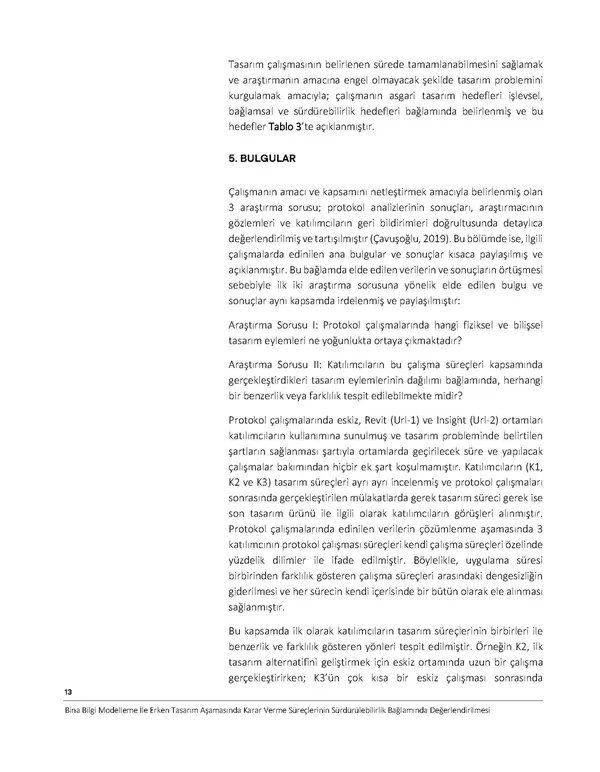 Tasarım çalışmasının belirlenen sürede tamamlanabilmesini sağlamak
ve araştırmanın amacına engel olmayacak şekilde tasarım problemini
kurgulamak amacıyla; çalışmanın asgari tasarım hedefleri işlevsel,
bağlamsal ve sürdürebilirlik hedefleri bağlamında belirlenmiş ve bu
hedefler Tablo 3'te açıklanmıştır.
5. BULGULAR
Çalışmanın amacı ve kapsamını netleştirmek amacıyla belirlenmiş olan
3 araştırma sorusu; protokol analizlerinin sonuçları, araştırmacının
gözlemleri ve katılımcıların geri bildirimleri doğrultusunda detaylıca
değerlendirilmiş ve tartışılmıştır (Çavuşoğlu, 2019). Bu bölümde ise, ilgili
çalışmalarda edinilen ana bulgular ve sonuçlar kısaca paylaşılmış ve
açıklanmıştır. Bu bağlamda elde edilen verilerin ve sonuçların örtüşmesi
sebebiyle ilk iki araştırma sorusuna yönelik elde edilen bulgu ve
sonuçlar aynı kapsamda irdelenmiş ve paylaşılmıştır:
Araştırma Sorusu I: Protokol çalışmalarında hangi fiziksel ve bilişsel
tasarım eylemleri ne yoğunlukta ortaya çıkmaktadır?
Araştırma Sorusu II: Katılımcıların bu çalışma süreçleri kapsamında
gerçekleştirdikleri tasarım eylemlerinin dağılımı bağlamında, herhangi
bir benzerlik veya farklılık tespit edilebilmekte midir?
Protokol çalışmalarında eskiz, Revit (Url-1) ve Insight (Url-2) ortamları
katılımcıların kullanımına sunulmuş ve tasarım probleminde belirtilen
şartların sağlanması şartıyla ortamlarda geçirilecek süre ve yapılacak
çalışmalar bakımından hiçbir ek şart koşulmamıştır. Katılımcıların (K1,
K2 ve K3) tasarım süreçleri ayrı ayrı incelenmiş ve protokol çalışmaları
sonrasında gerçekleştirilen mülakatlarda gerek tasarım süreci gerek ise
son tasarım ürünü ile ilgili olarak katılımcıların görüşleri alınmıştır.
Protokol çalışmalarında edinilen verilerin çözümlenme aşamasında 3
katılımcının protokol çalışması süreçleri kendi çalışma süreçleri özelinde
yüzdelik dilimler ile ifade edilmiştir. Böylelikle, uygulama süresi
birbirinden farklılık gösteren çalışma süreçleri arasındaki dengesizliğin
giderilmesi ve her sürecin kendi içerisinde bir bütün olarak ele alınması
sağlanmıştır.
Bu kapsamda ilk olarak katılımcıların tasarım süreçlerinin birbirleri ile
benzerlik ve farklılık gösteren yönleri tespit edilmiştir. Örneğin K2, ilk
tasarım alternatifini geliştirmek için eskiz ortamında uzun bir çalışma
gerçekleştirirken; K3'ün çok kısa bir eskiz çalışması sonrasında
13
Bina Bilgi Modelleme İle Erken Tasarım Aşamasında Karar Verme Süreçlerinin Sürdürülebilirlik Bağlamında Değerlendirilmesi